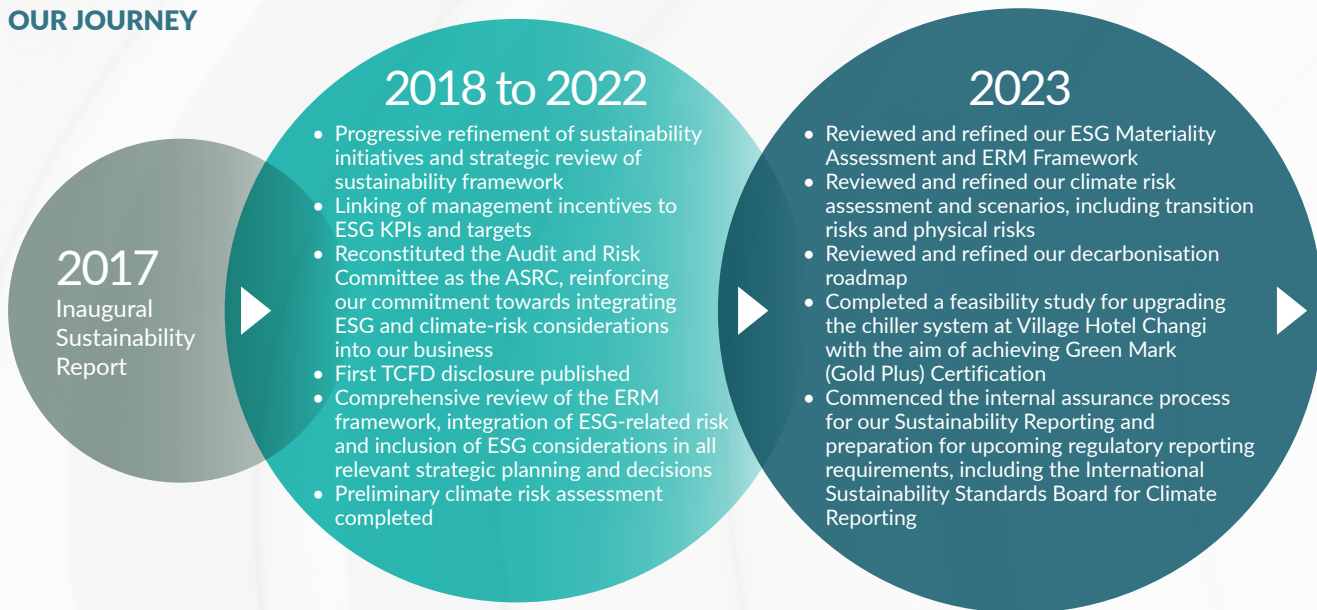 OUR JOURNEY
2017
Inaugural
Sustainability
Report
2018 to 2022
• Progressive refinement of sustainability
initiatives and strategic review of
sustainability framework
• Linking of management incentives to
ESG KPIs and targets
• Reconstituted the Audit and Risk
Committee as the ASRC, reinforcing
our commitment towards integrating
ESG and climate-risk considerations
into our business
• First TCFD disclosure published
• Comprehensive review of the ERM
framework, integration of ESG-related risk
and inclusion of ESG considerations in all
relevant strategic planning and decisions
• Preliminary climate risk assessment
completed
2023
• Reviewed and refined our ESG Materiality
Assessment and ERM Framework
• Reviewed and refined our climate risk
assessment and scenarios, including transition
risks and physical risks
• Reviewed and refined our decarbonisation
roadmap
• Completed a feasibility study for upgrading
the chiller system at Village Hotel Changi
with the aim of achieving Green Mark
(Gold Plus) Certification
• Commenced the internal assurance process
for our Sustainability Reporting and
preparation for upcoming regulatory reporting
requirements, including the International
Sustainability Standards Board for Climate
Reporting